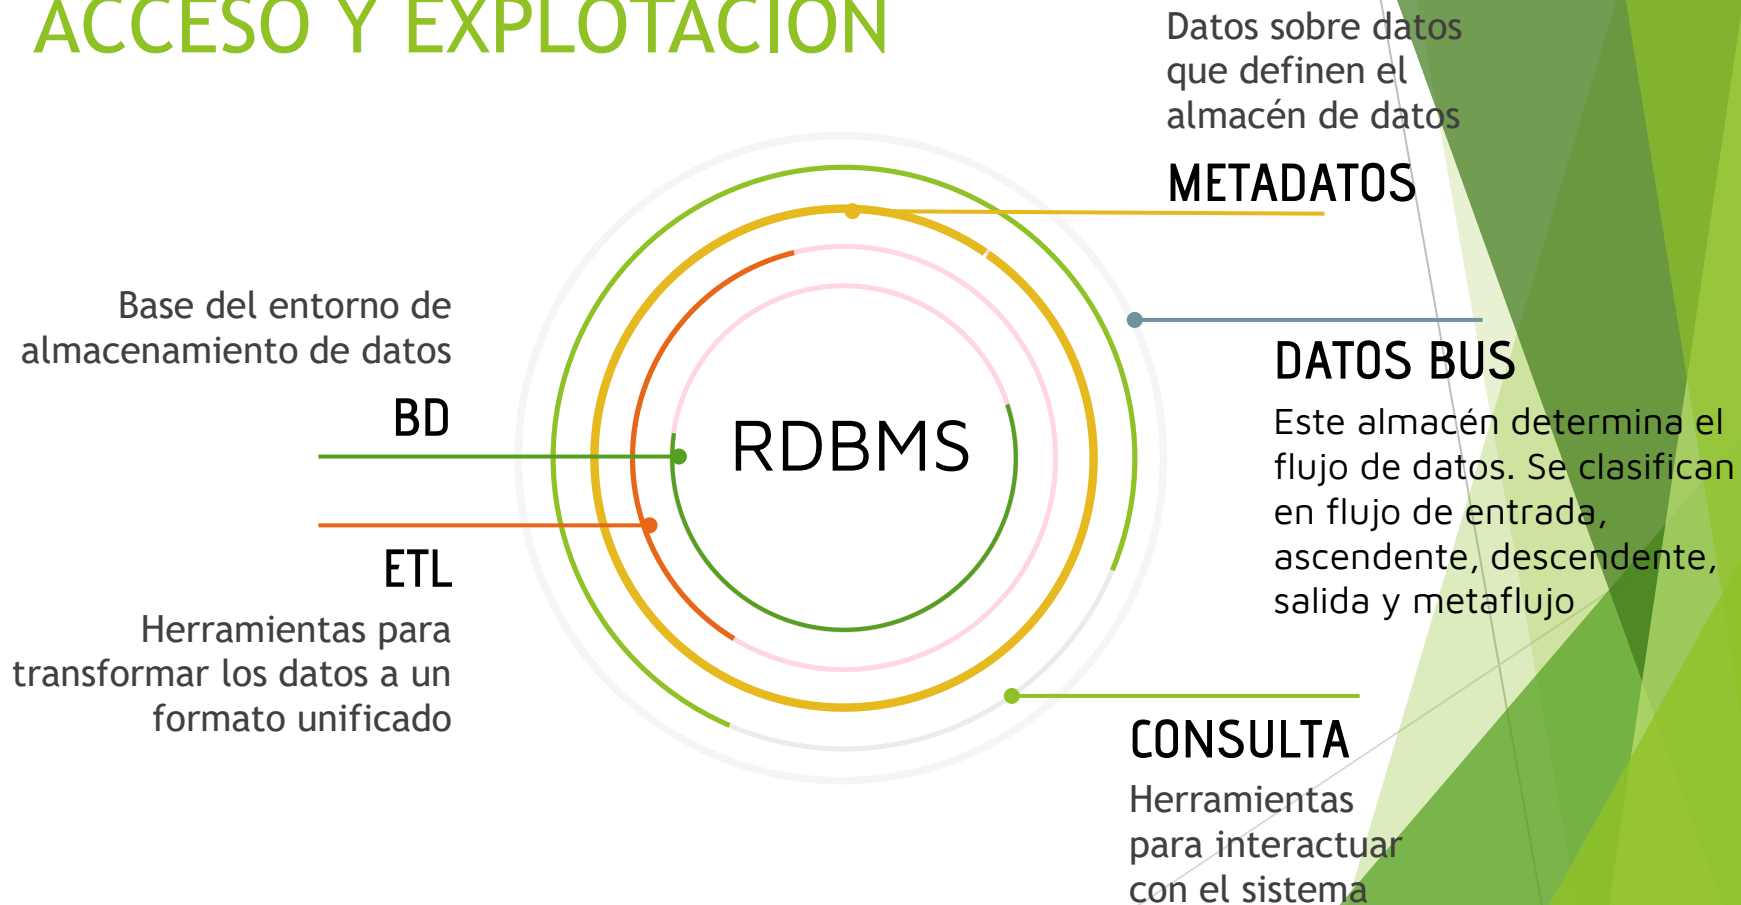 ACCESO Y EXPLOTACIÓN
Datos sobre datos
que definen el
almacén de datos
METADATOS
Base del entorno de
almacenamiento de datos
BD
RDBMS
DATOS BUS
Este almacén determina el
flujo de datos. Se clasifican
en flujo de entrada,
ascendente, descendente,
salida y metaflujo
ETL
Herramientas para
transformar los datos a un
formato unificado
CONSULTA
Herramientas
para interactuar
con el sistema